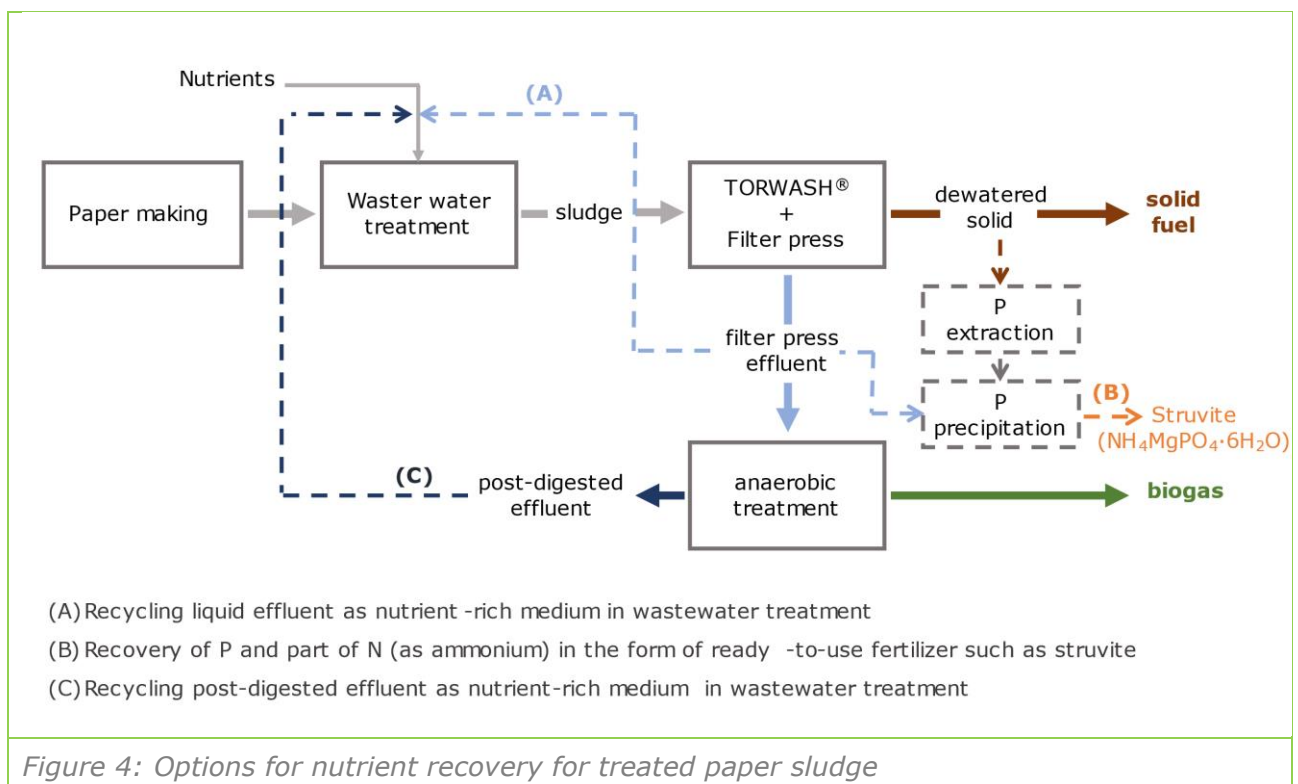 Nutrients
(A)
Paper making
Waster water
treatment
sludge
TORWASH®
+
Filter press
dewatered
solid
solid
fuel
P
extraction
filter press
effluent
P
precipitation
(B)
Struvite
(NH₄MgPO₄·6H₂O)
(C)
post-digested
effluent
anaerobic
treatment
biogas
(A) Recycling liquid effluent as nutrient -rich medium in wastewater treatment
(B) Recovery of P and part of N (as ammonium) in the form of ready -to-use fertilizer such as struvite
(C) Recycling post-digested effluent as nutrient-rich medium in wastewater treatment
Figure 4: Options for nutrient recovery for treated paper sludge